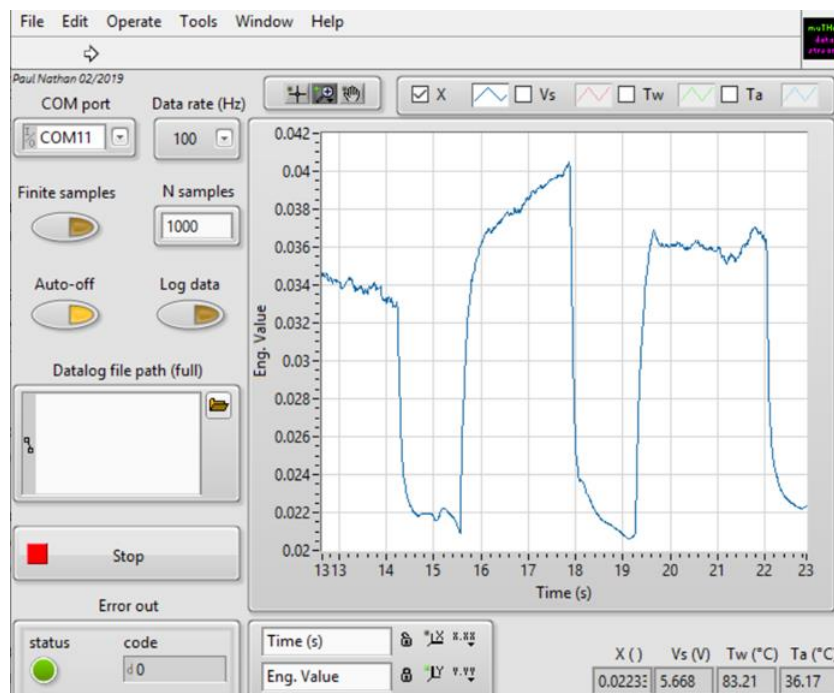 File Edit Operate Tools Window Help
Paul Nathan 02/2019
COM port Data rate (Hz)
COM11 100
X Vs Tw Ta
Finite samples N samples
1000
Auto-off Log data
Datalog file path (full)
Stop
Error out
status code
d 0
0.042
0.04
0.038
0.036
0.034
0.032
0.03
0.028
0.026
0.024
0.022
0.02
Eng. Value
1313 14 15 16 17 18 19 20 21 22 23
Time (s)
Time (s)
Eng. Value
X ( ) Vs (V) Tw (°C) Ta (°C
5.668 83.21 36.17